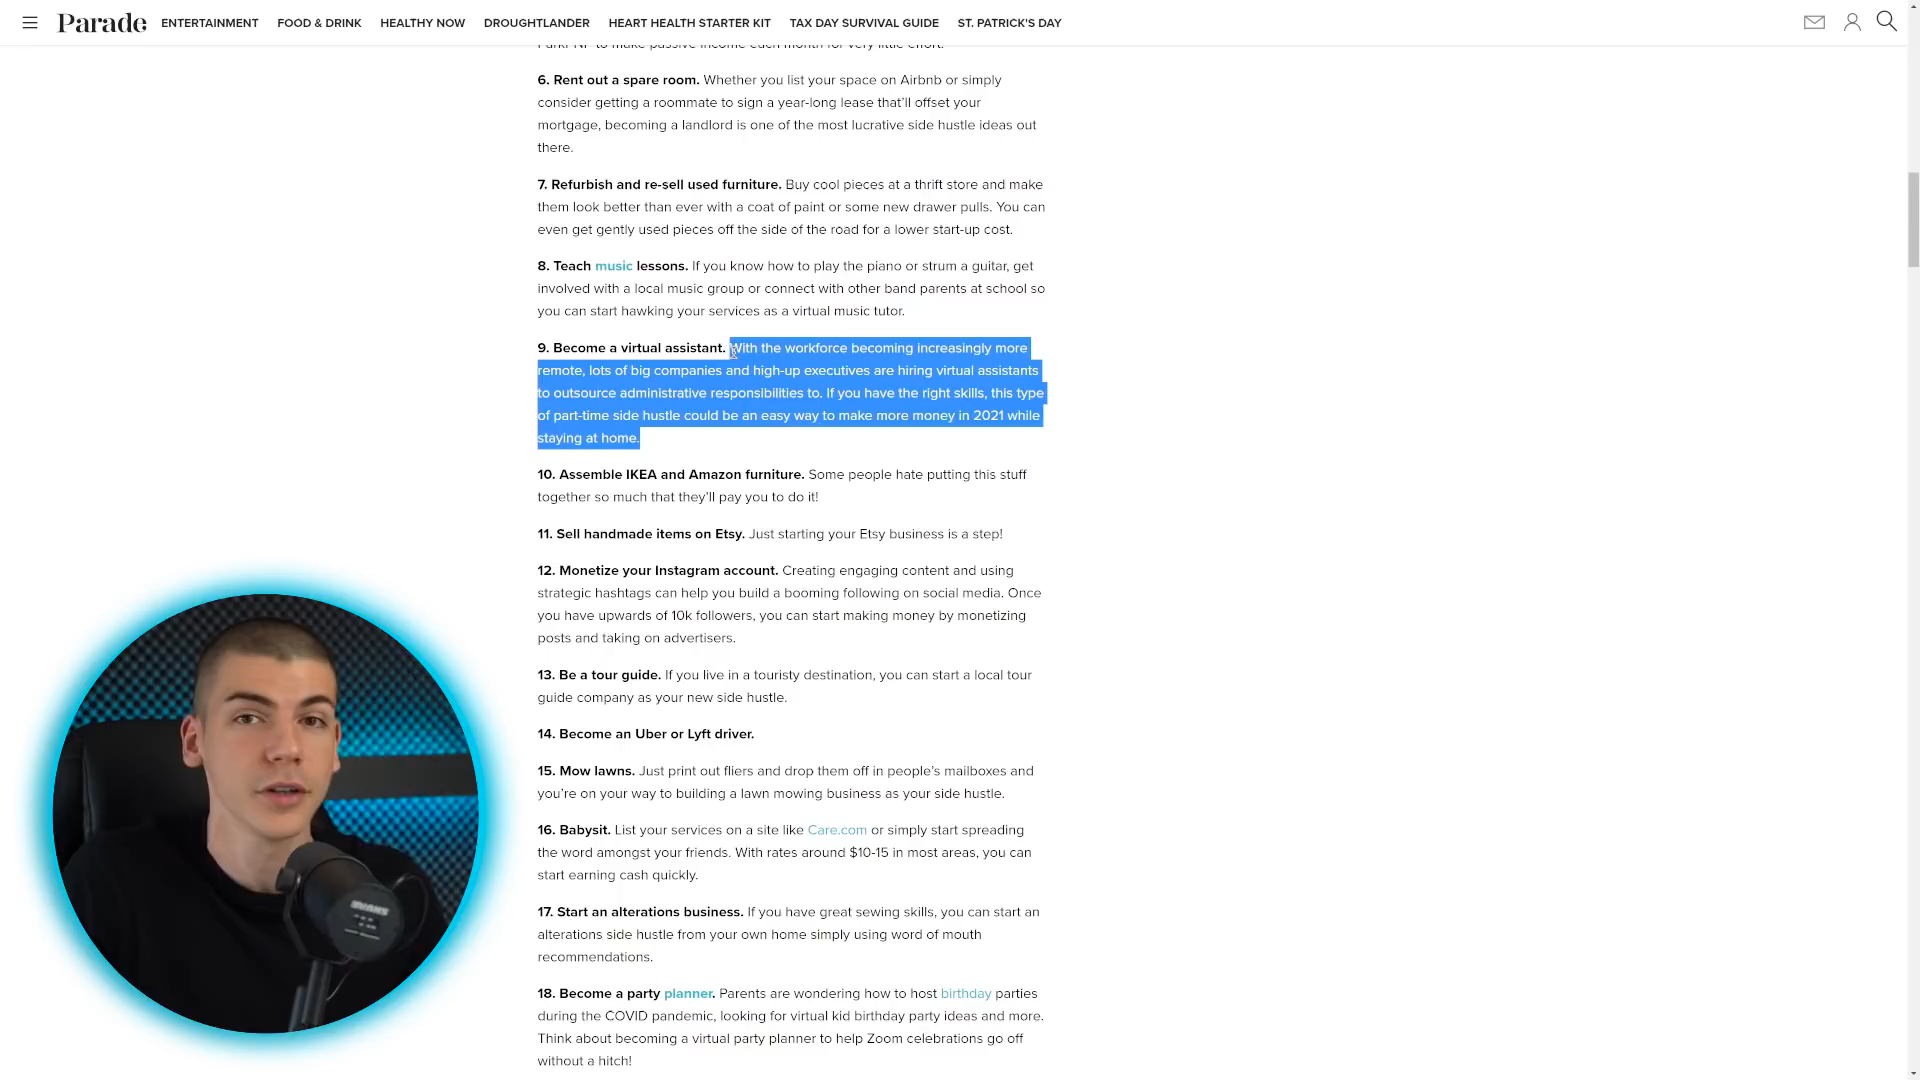 Parade ENTERTAINMENT FOOD & DRINK HEALTHY NOW DROUGHTLANDER HEART HEALTH STARTER KIT TAX DAY SURVIVAL GUIDE ST. PATRICK'S DAY
to make passive income each month for very little effort.
6. Rent out a spare room. Whether you list your space on Airbnb or simply
consider getting a roommate to sign a year-long lease that'll offset your
mortgage, becoming a landlord is one of the most lucrative side hustle ideas out
there.
7. Refurbish and re-sell used furniture. Buy cool pieces at a thrift store and make
them look better than ever with a coat of paint or some new drawer pulls. You can
even get gently used pieces off the side of the road for a lower start-up cost.
8. Teach music lessons. If you know how to play the piano or strum a guitar, get
involved with a local music group or connect with other band parents at school so
you can start hawking your services as a virtual music tutor.
9. Become a virtual assistant. With the workforce becoming increasingly more
remote, lots of big companies and high-up executives are hiring virtual assistants
to outsource administrative responsibilities to. If you have the right skills, this type
of part-time side hustle could be an easy way to make more money in 2021 while
staying at home.
10. Assemble IKEA and Amazon furniture. Some people hate putting this stuff
together so much that they'll pay you to do it!
11. Sell handmade items on Etsy. Just starting your Etsy business is a step!
12. Monetize your Instagram account. Creating engaging content and using
strategic hashtags can help you build a booming following on social media. Once
you have upwards of 10k followers, you can start making money by monetizing
posts and taking on advertisers.
13. Be a tour guide. If you live in a touristy destination, you can start a local tour
guide company as your new side hustle.
14. Become an Uber or Lyft driver.
15. Mow lawns. Just print out fliers and drop them off in people's mailboxes and
you're on your way to building a lawn mowing business as your side hustle.
16. Babysit. List your services on a site like Care.com or simply start spreading
the word amongst your friends. With rates around $10-15 in most areas, you can
start earning cash quickly.
17. Start an alterations business. If you have great sewing skills, you can start an
alterations side hustle from your own home simply using word of mouth
recommendations.
18. Become a party planner. Parents are wondering how to host birthday parties
during the COVID pandemic, looking for virtual kid birthday party ideas and more.
Think about becoming a virtual party planner to help Zoom celebrations go off
without a hitch!